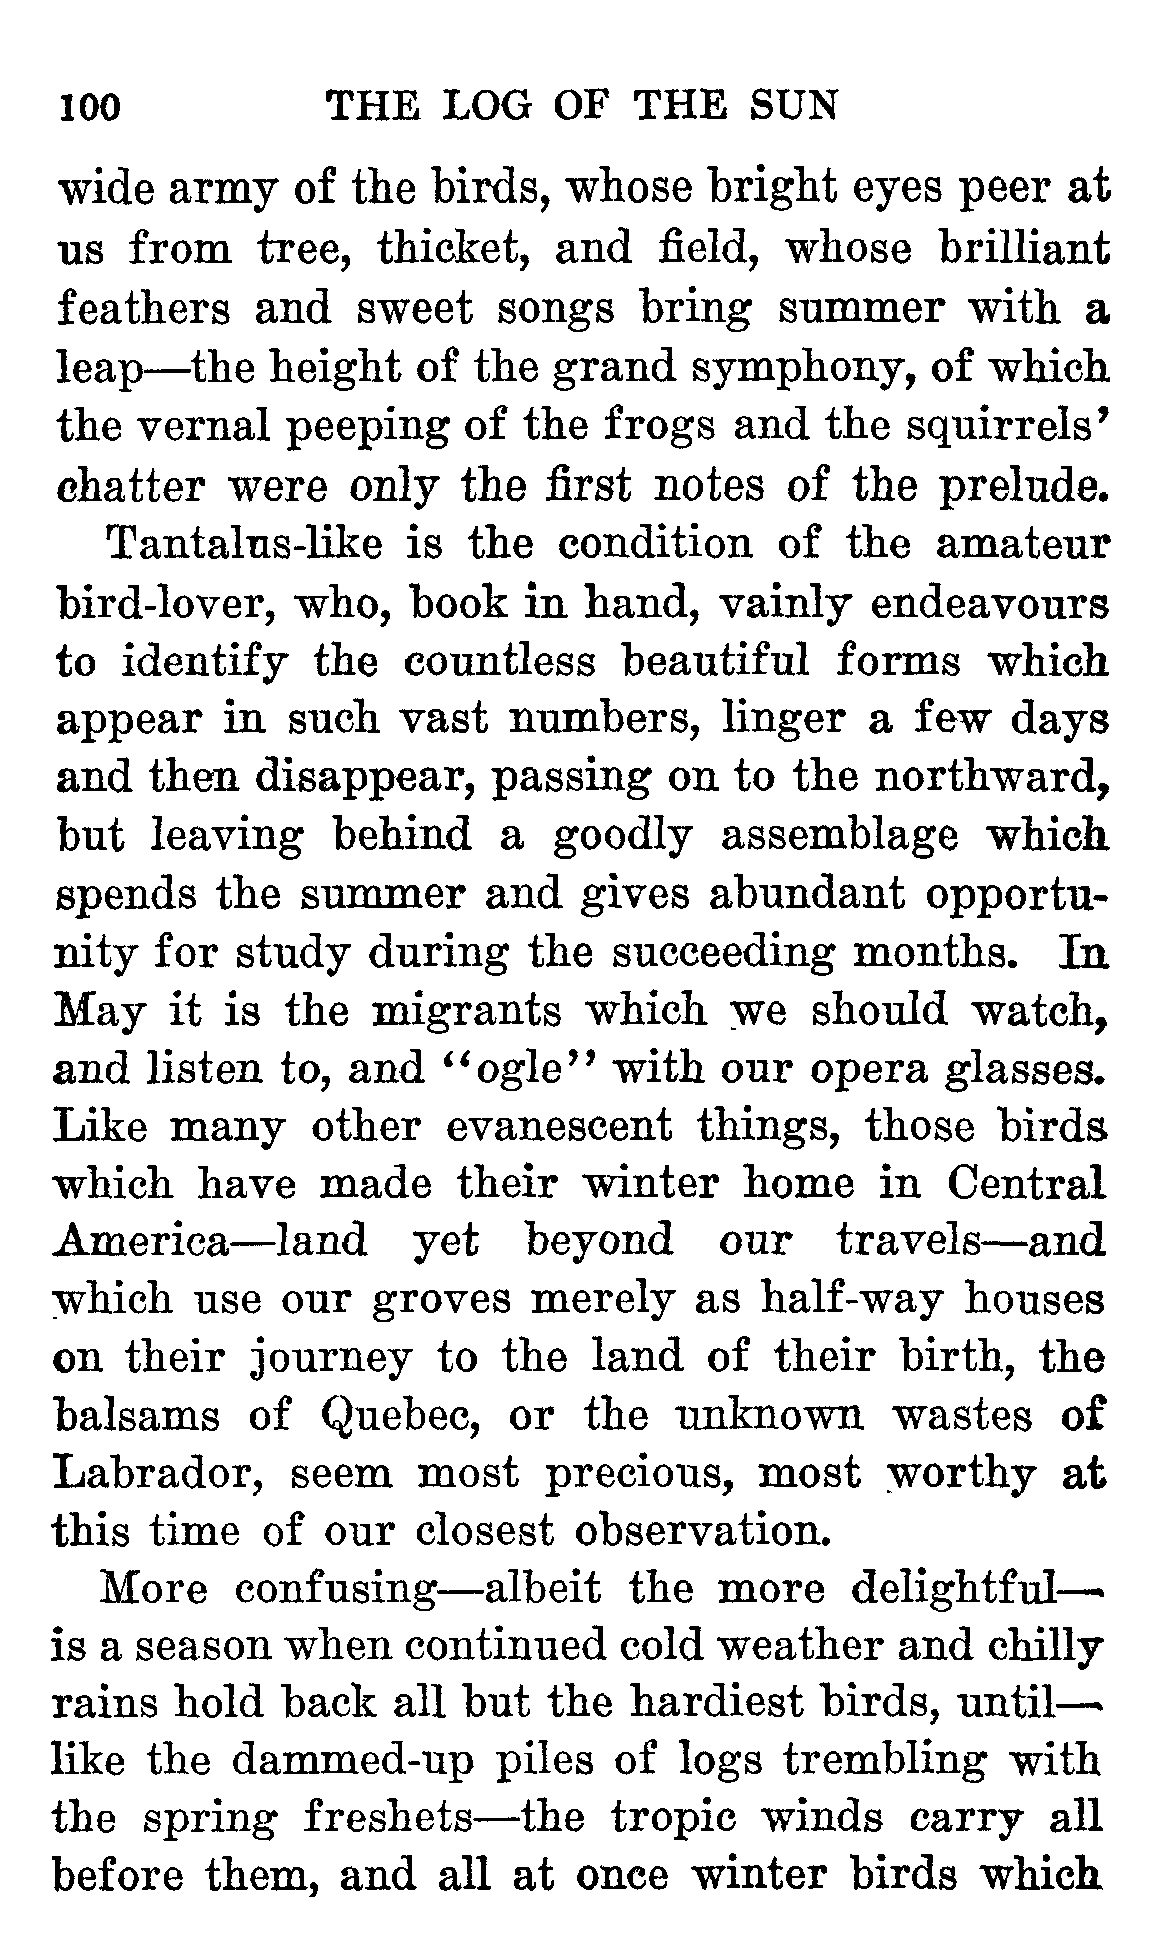 100 THE LOG OF THE SUN
wide army of the birds, whose bright eyes peer at
us from tree, thicket, and field, whose brilliant
feathers and sweet songs bring summer with a
leap—the height of the grand symphony, of which
the vernal peeping of the frogs and the squirrels’
chatter were only the first notes of the prelude.
Tantalus-like is the condition of the amateur
bird-lover, who, book in hand, vainly endeavours
to identify the countless beautiful forms which
appear in such vast numbers, linger a few days
and then disappear, passing on to the northward,
but leaving behind a goodly assemblage which
spends the summer and gives abundant opportu-
nity for study during the succeeding months. In
May it is the migrants which we should watch,
and listen to, and “ogle” with our opera glasses.
Like many other evanescent things, those birds
which have made their winter home in Central
America—land yet beyond our travels—and
which use our groves merely as half-way houses
on their journey to the land of their birth, the
balsams of Quebec, or the unknown wastes of
Labrador, seem most precious, most worthy at
this time of our closest observation.
More confusing—albeit the more delightful—
is a season when continued cold weather and chilly
rains hold back all but the hardiest birds, until—
like the dammed-up piles of logs trembling with
the spring freshets—the tropic winds carry all
before them, and all at once winter birds which